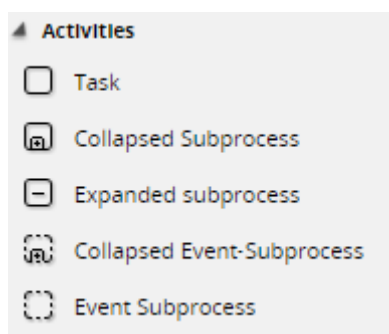 Activities
Task
Collapsed Subprocess
Expanded subprocess
Collapsed Event-Subprocess
Event Subprocess